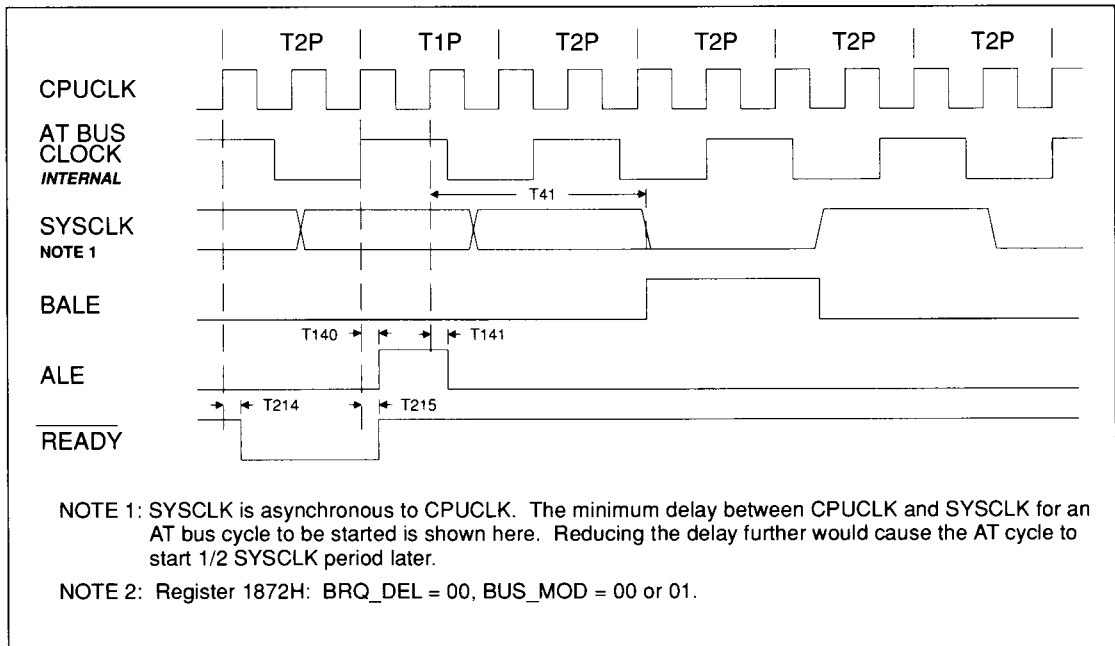 T2P T1P T2P T2P T2P T2P
CPUCLK
AT BUS
CLOCK
INTERNAL
T41
SYSCLK
NOTE 1
BALE
T140 T141
ALE
T214 T215
READY
NOTE 1: SYSCLK is asynchronous to CPUCLK. The minimum delay between CPUCLK and SYSCLK for an
AT bus cycle to be started is shown here. Reducing the delay further would cause the AT cycle to
start 1/2 SYSCLK period later.
NOTE 2: Register 1872H: BRQ_DEL = 00, BUS_MOD = 00 or 01.